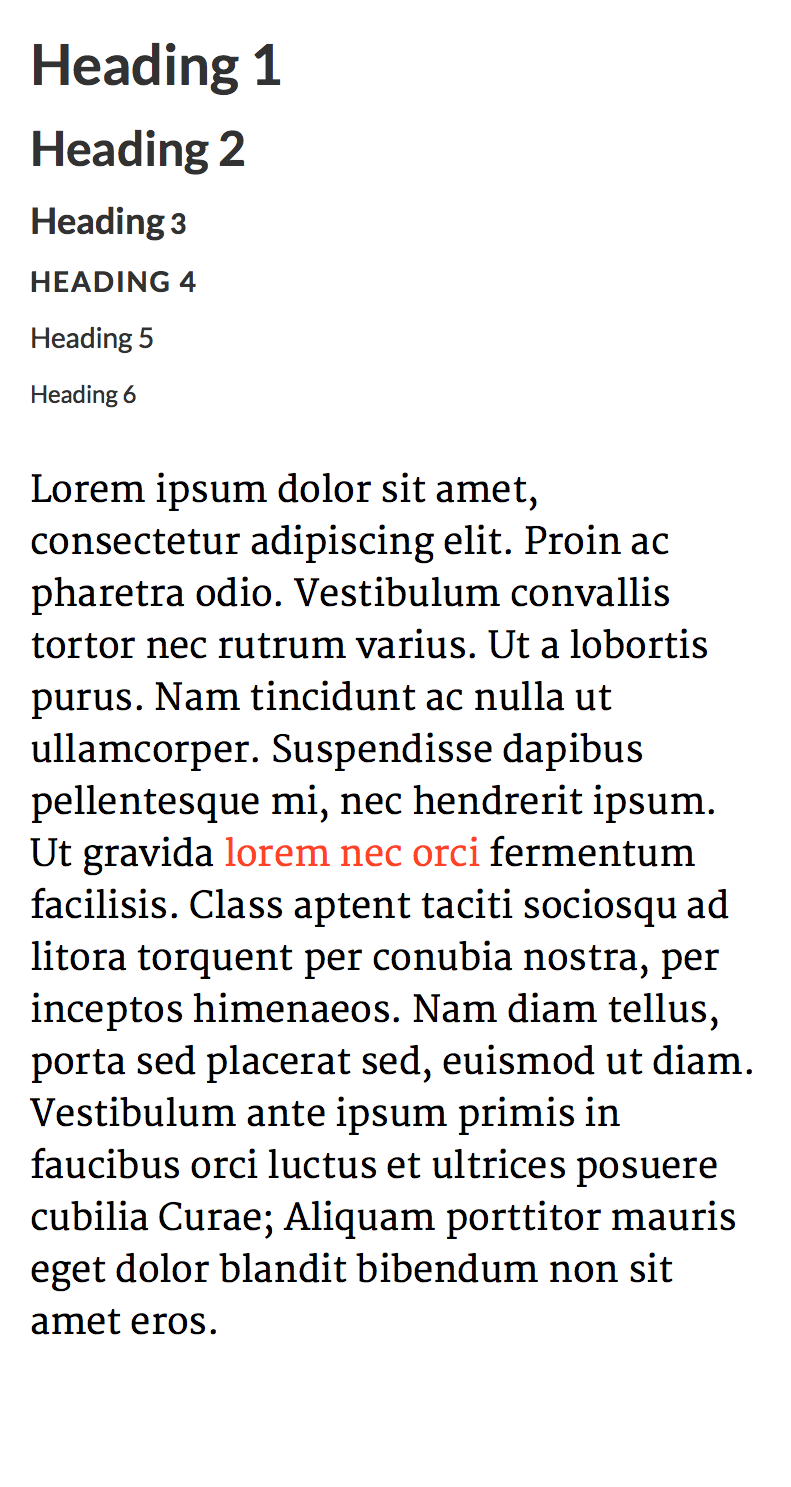 Heading 1
Heading 2
Heading 3
HEADING 4
Heading 5
Heading 6
Lorem ipsum dolor sit amet,
consectetur adipiscing elit. Proin ac
pharetra odio. Vestibulum convallis
tortor nec rutrum varius. Ut a lobortis
purus. Nam tincidunt ac nulla ut
ullamcorper. Suspendisse dapibus
pellentesque mi, nec hendrerit ipsum.
Ut gravida lorem nec orci fermentum
facilisis. Class aptent taciti sociosqu ad
litora torquent per conubia nostra, per
inceptos himenaeos. Nam diam tellus,
porta sed placerat sed, euismod ut diam.
Vestibulum ante ipsum primis in
faucibus orci luctus et ultrices posuere
cubilia Curae; Aliquam porttitor mauris
eget dolor blandit bibendum non sit
amet eros.